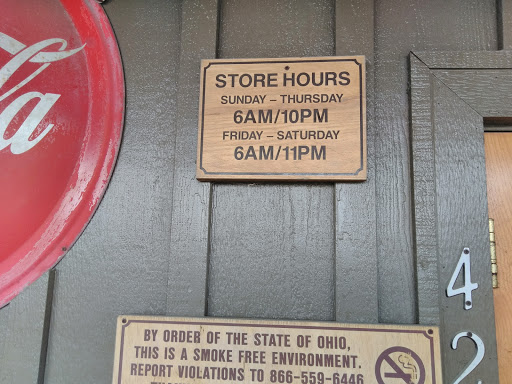 STORE HOURS
SUNDAY – THURSDAY
6AM/10PM
FRIDAY – SATURDAY
6AM/11PM
4
2
BY ORDER OF THE STATE OF OHIO,
THIS IS A SMOKE FREE ENVIRONMENT.
REPORT VIOLATIONS TO 866-559-6446